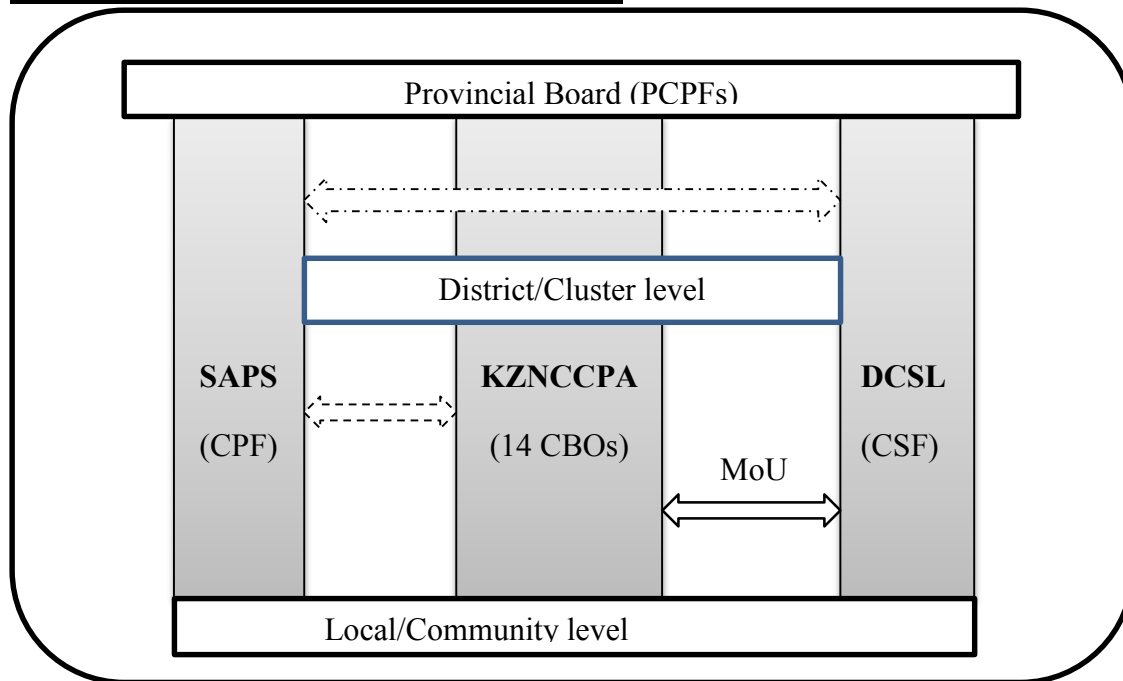 Provincial Board (PCPFs)
District/Cluster level
SAPS
(CPF)
KZNCCPA
(14 CBOs)
DCSL
(CSF)
MoU
Local/Community level